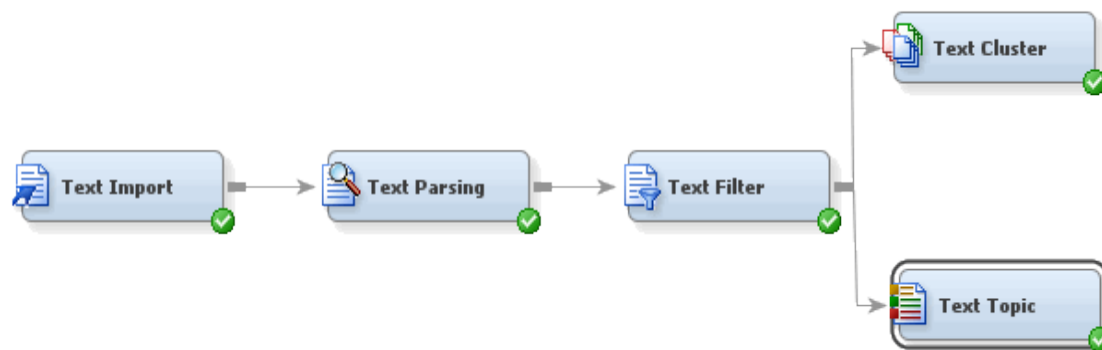 Text Import
Text Parsing
Text Filter
Text Cluster
Text Topic